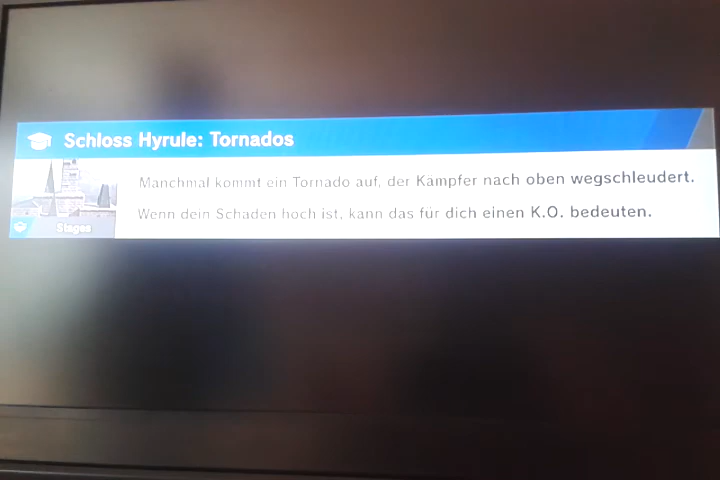 Schloss Hyrule: Tornados
Manchmal kommt ein Tornado auf, der Kämpfer nach oben wegschleudert.
Wenn dein Schaden hoch ist, kann das für dich einen K.O. bedeuten.
Stages